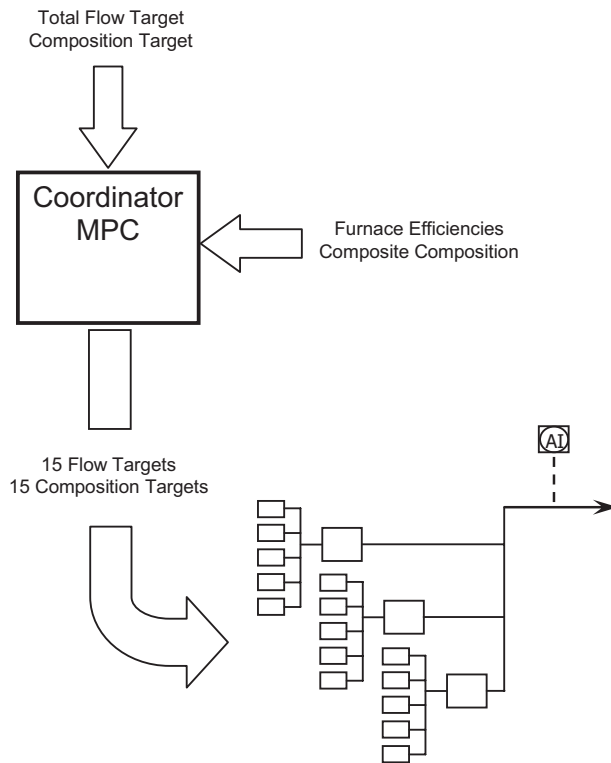 Total Flow Target
Composition Target
Coordinator
MPC
Furnace Efficiencies
Composite Composition
15 Flow Targets
15 Composition Targets
AI